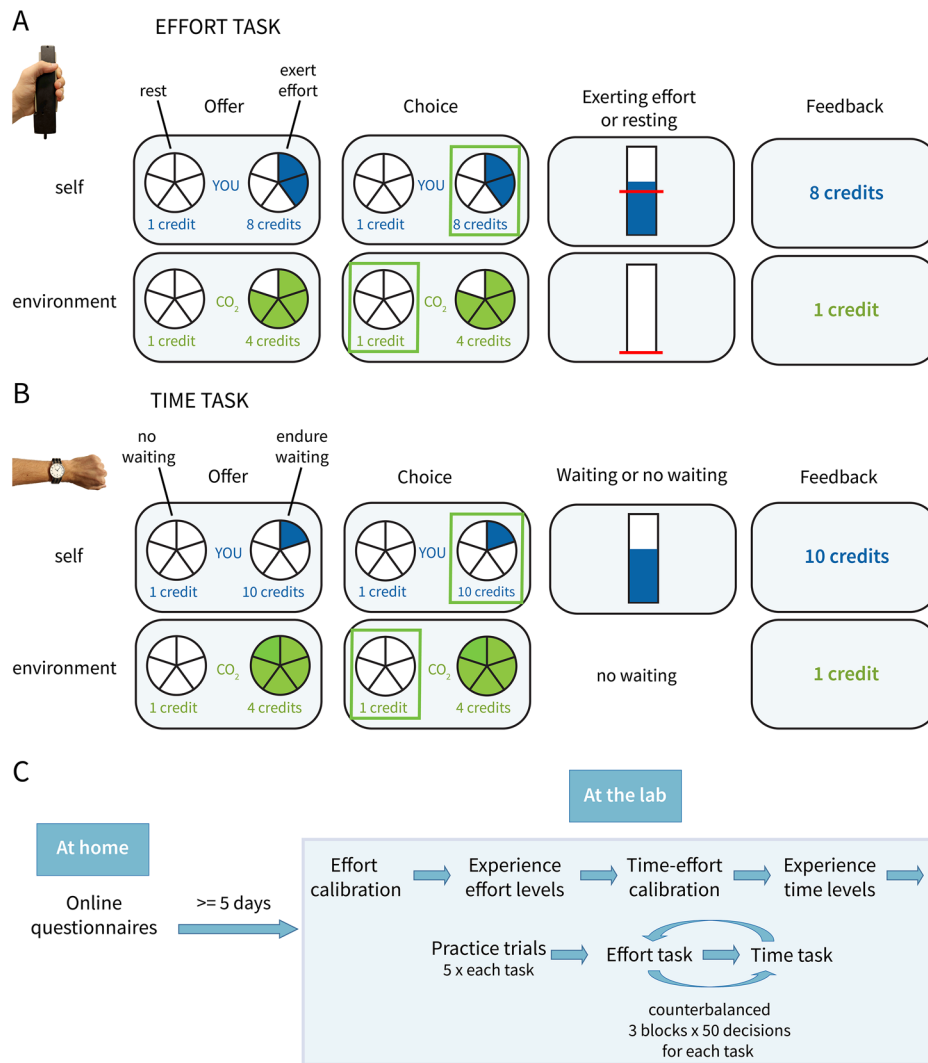 A
EFFORT TASK
rest
exert
effort
Offer
Choice
Exerting effort
or resting
Feedback
self
YOU
1 credit
8 credits
YOU
1 credit
8 credits
8 credits
environment
CO₂
1 credit
4 credits
CO₂
1 credit
4 credits
1 credit
B
TIME TASK
no
waiting
endure
waiting
Offer
Choice
Waiting or no waiting
Feedback
self
YOU
1 credit
10 credits
YOU
1 credit
10 credits
10 credits
environment
CO₂
1 credit
4 credits
CO₂
1 credit
4 credits
no waiting
1 credit
C
At the lab
At home
Online
questionnaires
>= 5 days
Effort
calibration
Experience
effort levels
Time-effort
calibration
Experience
time levels
Practice trials
5 x each task
Effort task
Time task
counterbalanced
3 blocks x 50 decisions
for each task